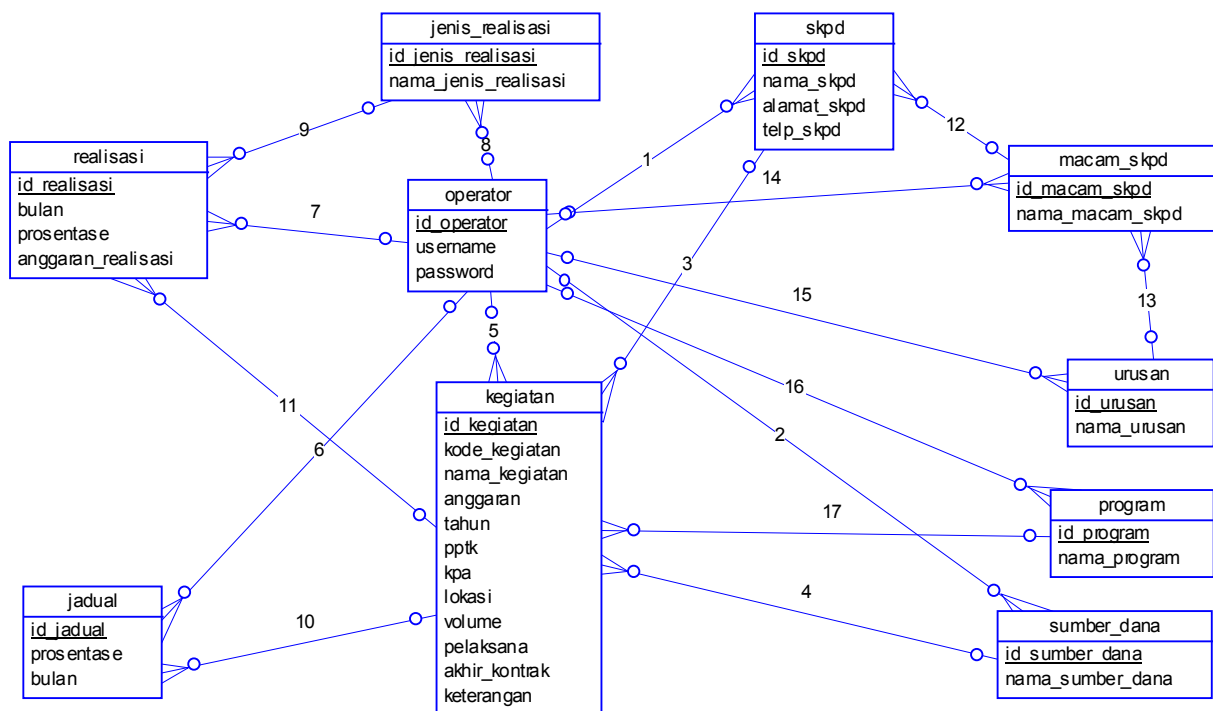 jenis_realisasi
id_jenis_realisasi
nama_jenis_realisasi
skpd
id_skpd
nama_skpd
alamat_skpd
telp_skpd
9
8
1
12
14
realisasi
id_realisasi
bulan
prosentase
anggaran_realisasi
7
operator
id_operator
username
password
macam_skpd
id_macam_skpd
nama_macam_skpd
3
15
13
5
16
2
11
6
urusan
id_urusan
nama_urusan
kegiatan
id_kegiatan
kode_kegiatan
nama_kegiatan
anggaran
tahun
pptk
kpa
lokasi
volume
pelaksana
akhir_kontrak
keterangan
17
4
10
program
id_program
nama_program
jadual
id_jadual
prosentase
bulan
sumber_dana
id_sumber_dana
nama_sumber_dana